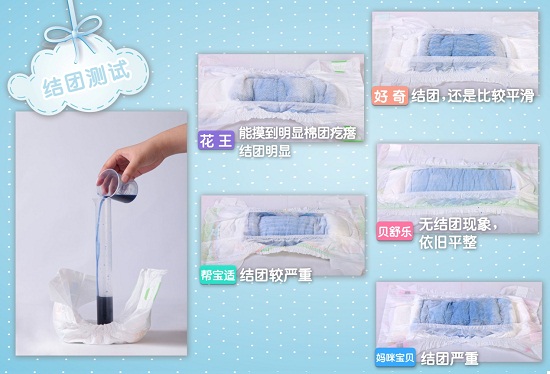 结团测试
花王
能摸到明显棉团疙瘩
结团明显
好奇
结团,还是比较平滑
帮宝适
结团较严重
贝舒乐
无结团现象,
依旧平整
妈咪宝贝
结团严重